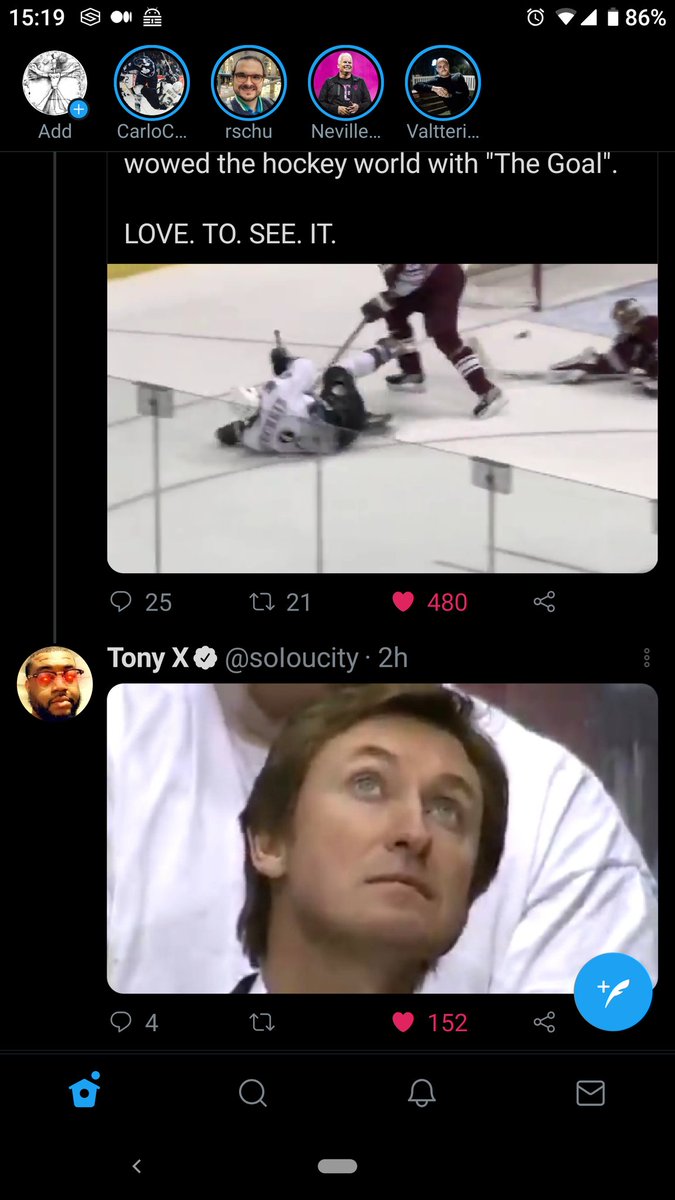 15:19
86%
Add
CarloC...
rschu
Neville...
Valtteri...
wowed the hockey world with "The Goal".
LOVE. TO. SEE. IT.
25
21
480
Tony X @soloucity · 2h
4
152